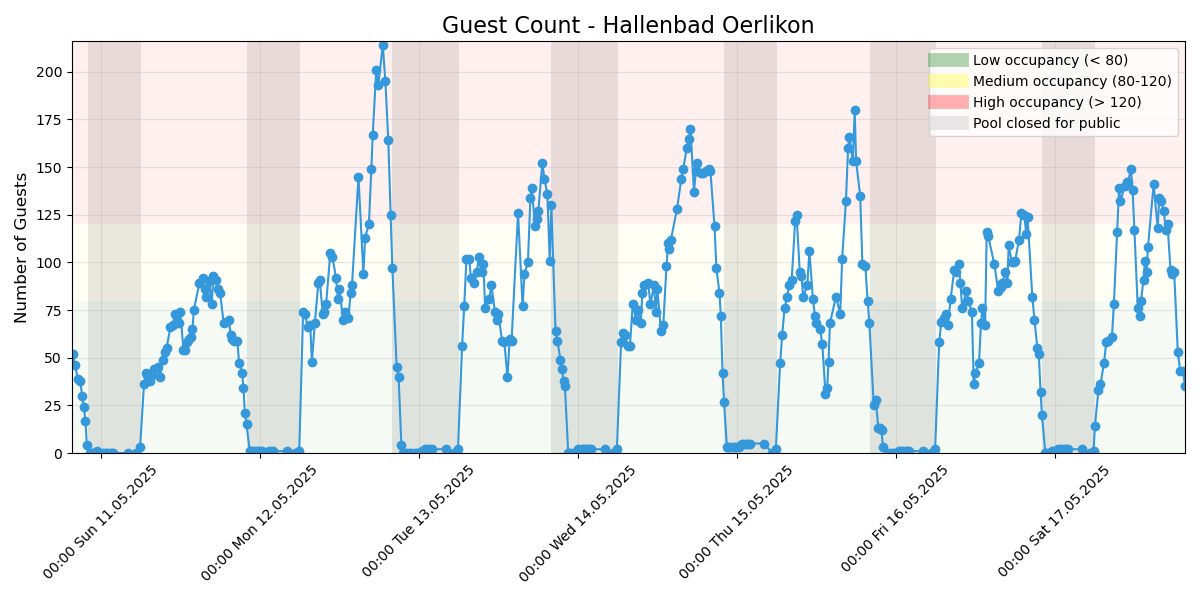 Guest Count - Hallenbad Oerlikon
Number of Guests
200
175
150
125
100
75
50
25
0
Low occupancy (< 80)
Medium occupancy (80-120)
High occupancy (> 120)
Pool closed for public
00:00 Sun 11.05.2025
00:00 Mon 12.05.2025
00:00 Tue 13.05.2025
00:00 Wed 14.05.2025
00:00 Thu 15.05.2025
00:00 Fri 16.05.2025
00:00 Sat 17.05.2025